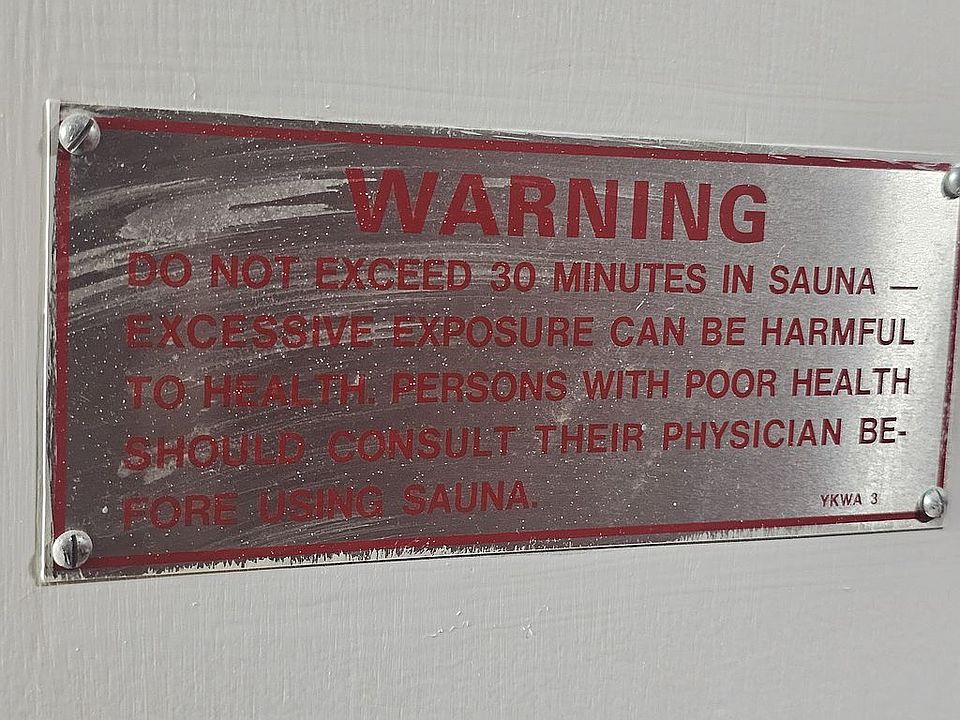 WARNING
DO NOT EXCEED 30 MINUTES IN SAUNA —
EXCESSIVE EXPOSURE CAN BE HARMFUL
TO HEALTH. PERSONS WITH POOR HEALTH
SHOULD CONSULT THEIR PHYSICIAN BE-
FORE USING SAUNA.
YKWA 3